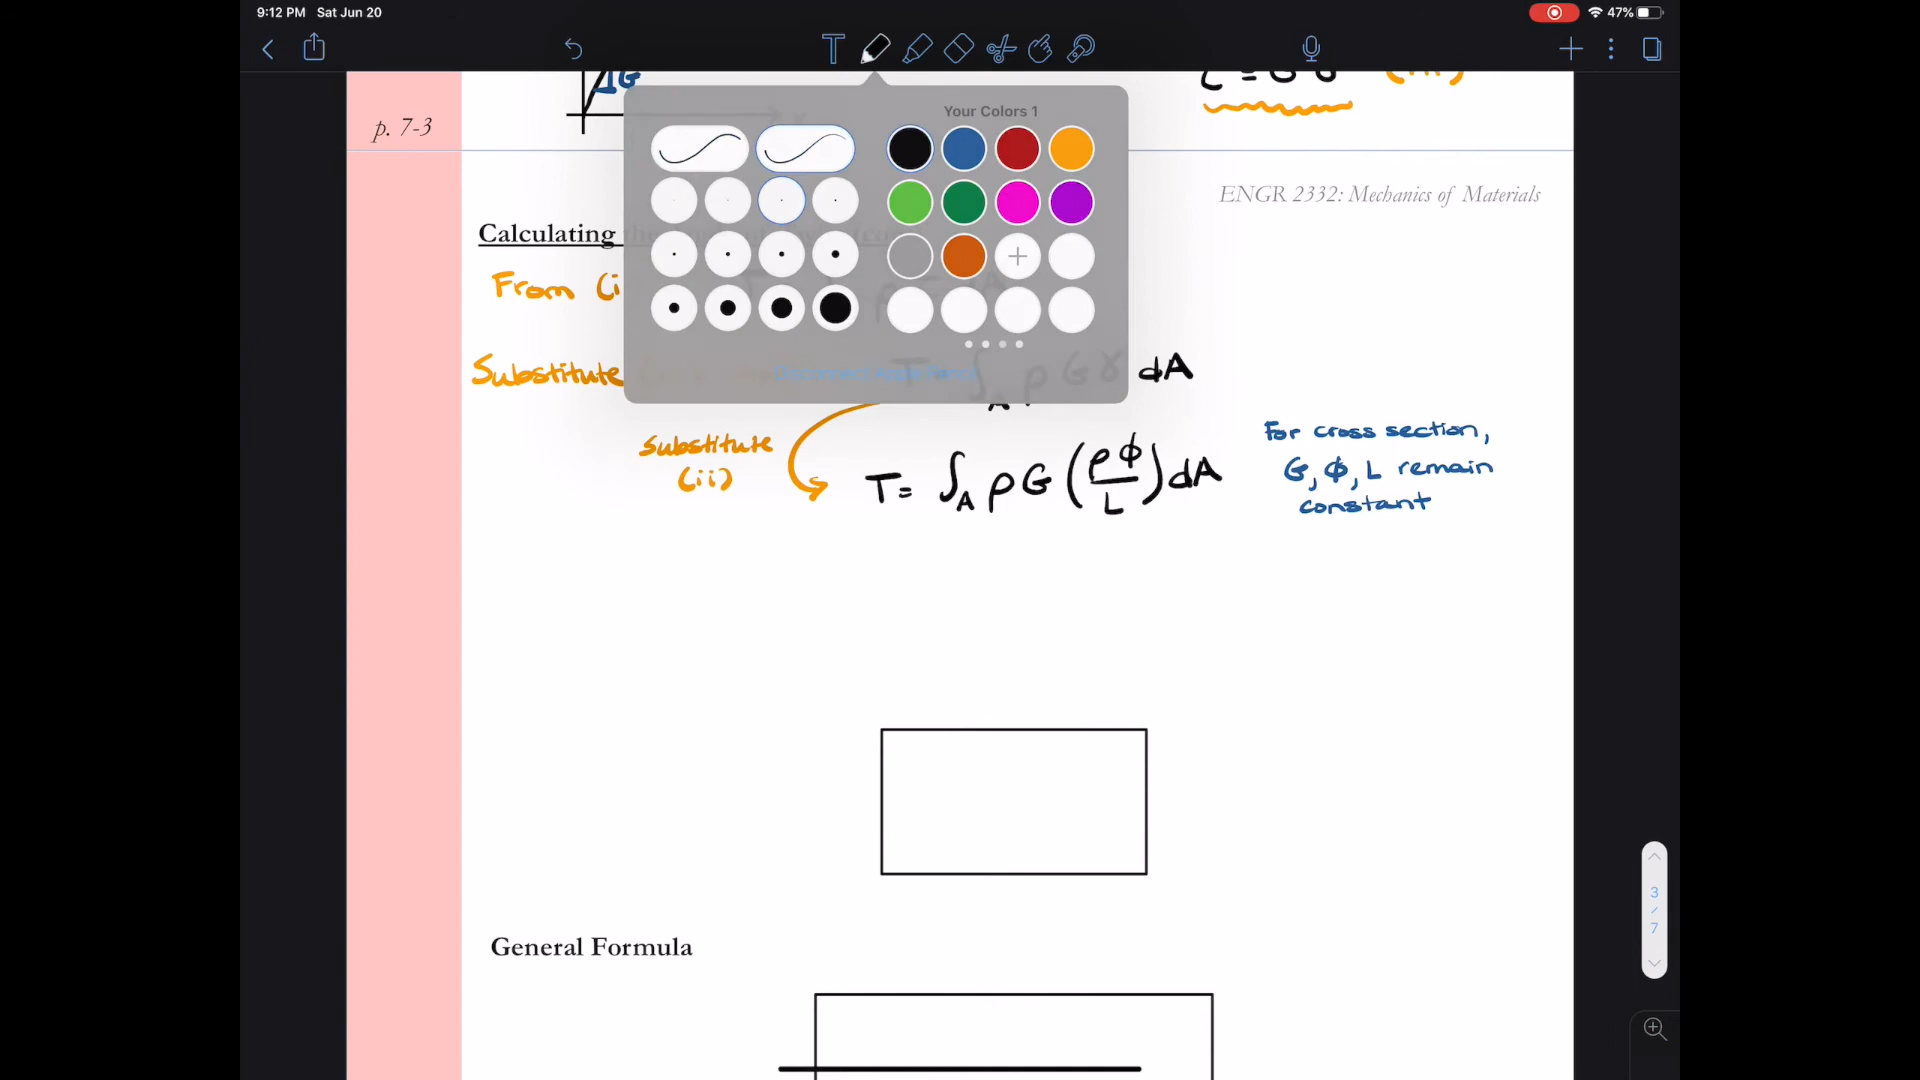 9:12 PM Sat Jun 20
47%
T
G
τ = G γ (iii)
p. 7-3
Your Colors 1
ENGR 2332: Mechanics of Materials
Calculating
From (i
Substitute T = ∫A ρ G γ dA
Substitute
(ii)
T = ∫A ρ G (ρϕ/L) dA
For cross section,
G, ϕ, L remain
constant
General Formula
3
/
7